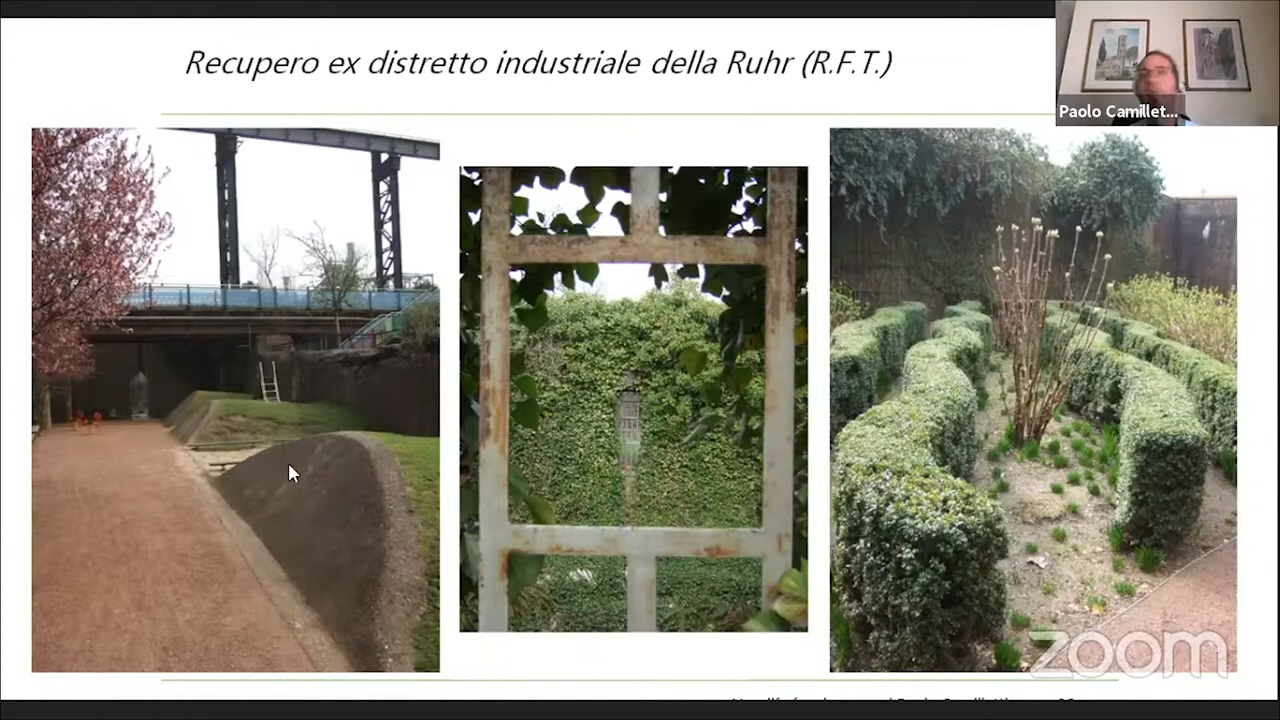 Recupero ex distretto industriale della Ruhr (R.F.T.)
Paolo Camillet...
zoom